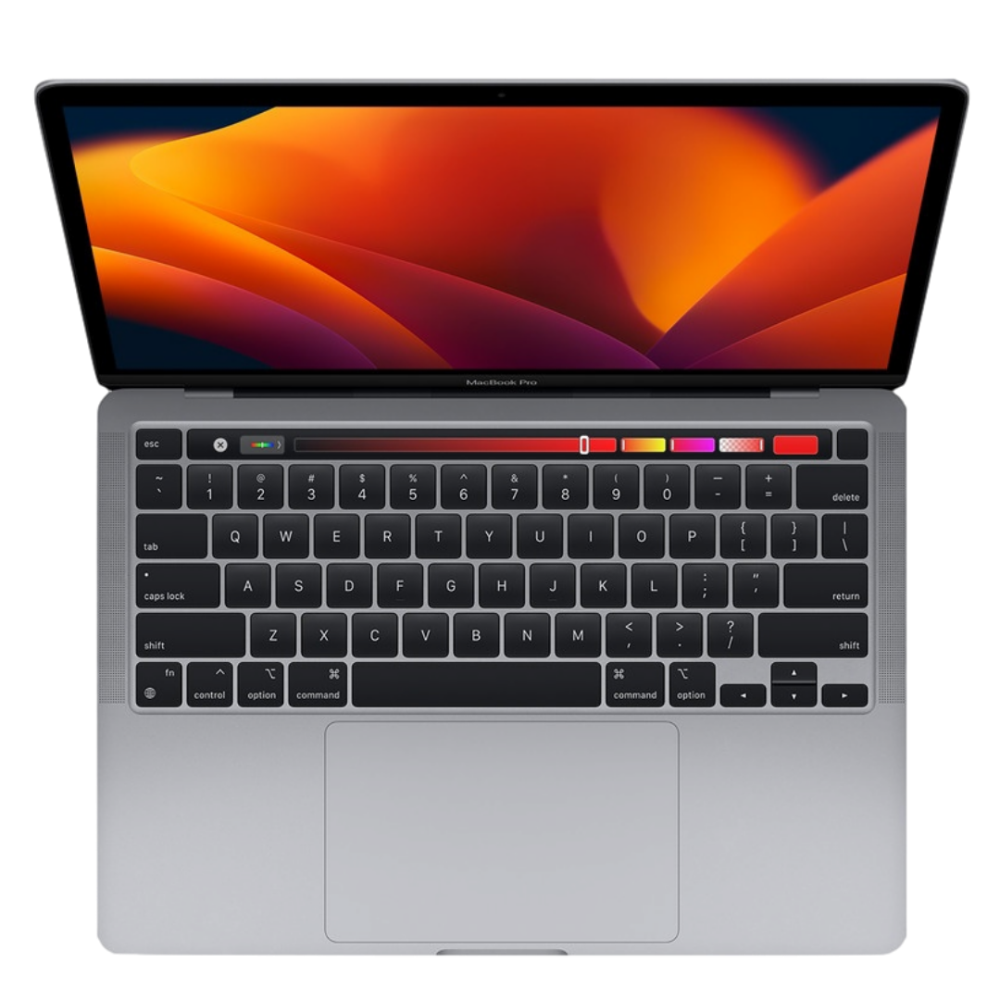 MacBook Pro
esc
~ ! @ # $ % ^ & * ( ) — +
` 1 2 3 4 5 6 7 8 9 0 - = delete
tab Q W E R T Y U I O P { [ } ] | \
caps lock A S D F G H J K L : ; " ' return
shift Z X C V B N M < , > . ? / shift
fn ^ ⌥ ⌘ ⌘ ⌥ ▲
control option command command option ◄ ▼ ►